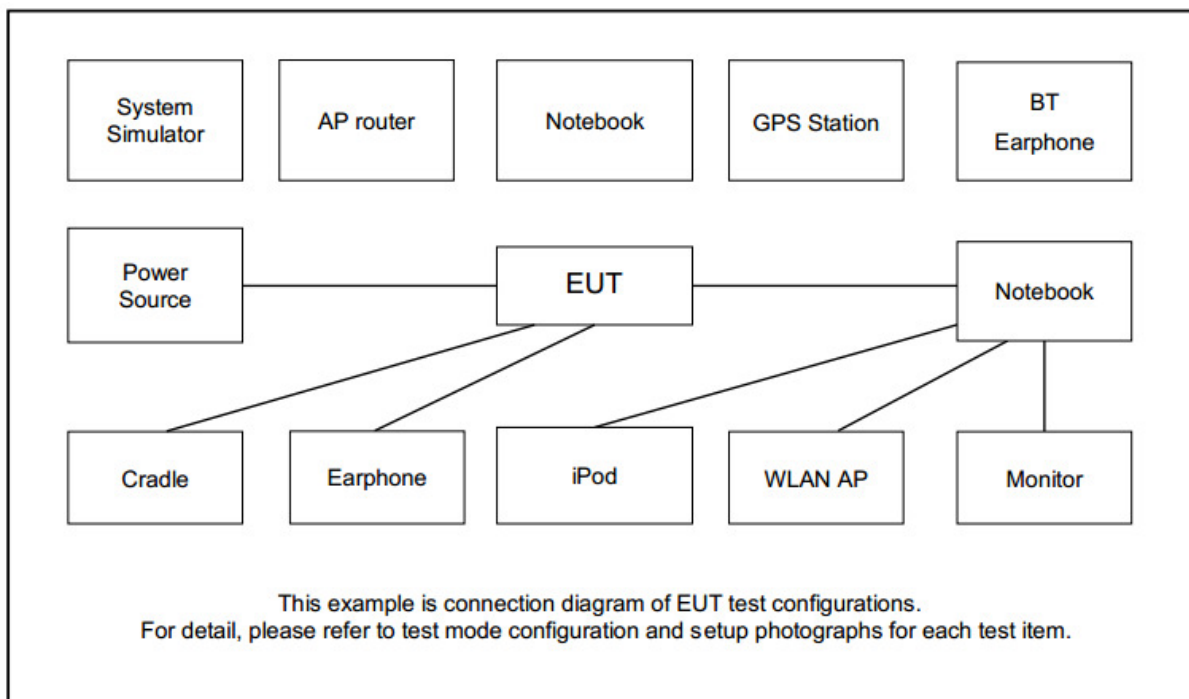 System
Simulator
AP router
Notebook
GPS Station
BT
Earphone
Power
Source
EUT
Notebook
Cradle
Earphone
iPod
WLAN AP
Monitor
This example is connection diagram of EUT test configurations.
For detail, please refer to test mode configuration and setup photographs for each test item.